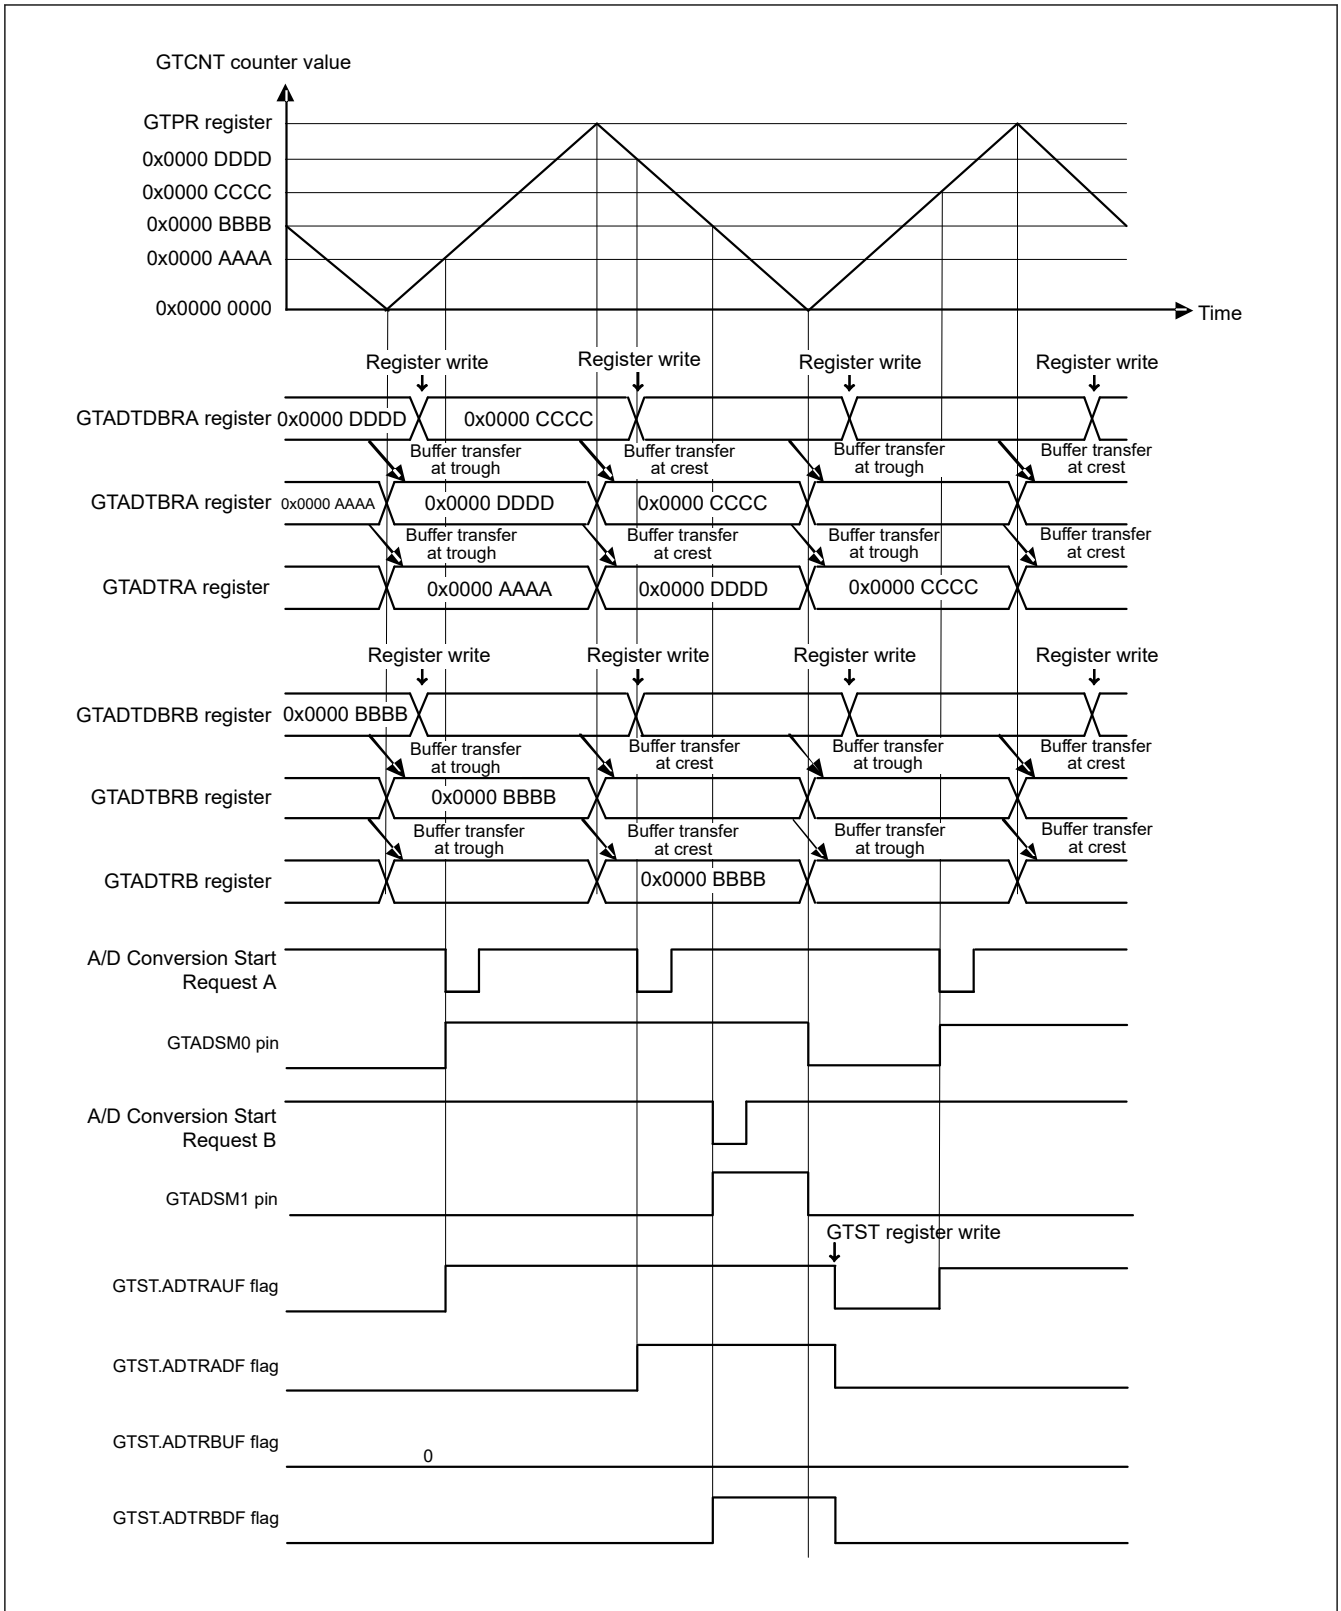 GTCNT counter value
GTPR register
0x0000 DDDD
0x0000 CCCC
0x0000 BBBB
0x0000 AAAA
0x0000 0000
Time
Register write Register write Register write Register write
GTADTDBRA register 0x0000 DDDD 0x0000 CCCC
Buffer transfer at trough Buffer transfer at crest Buffer transfer at trough Buffer transfer at crest
GTADTBRA register 0x0000 AAAA 0x0000 DDDD 0x0000 CCCC
Buffer transfer at trough Buffer transfer at crest Buffer transfer at trough Buffer transfer at crest
GTADTRA register 0x0000 AAAA 0x0000 DDDD 0x0000 CCCC
Register write Register write Register write Register write
GTADTDBRB register 0x0000 BBBB
Buffer transfer at trough Buffer transfer at crest Buffer transfer at trough Buffer transfer at crest
GTADTBRB register 0x0000 BBBB
Buffer transfer at trough Buffer transfer at crest Buffer transfer at trough Buffer transfer at crest
GTADTRB register 0x0000 BBBB
A/D Conversion Start
Request A
GTADSM0 pin
A/D Conversion Start
Request B
GTADSM1 pin
GTST register write
GTST.ADTRAUF flag
GTST.ADTRADF flag
GTST.ADTRBUF flag
0
GTST.ADTRBDF flag